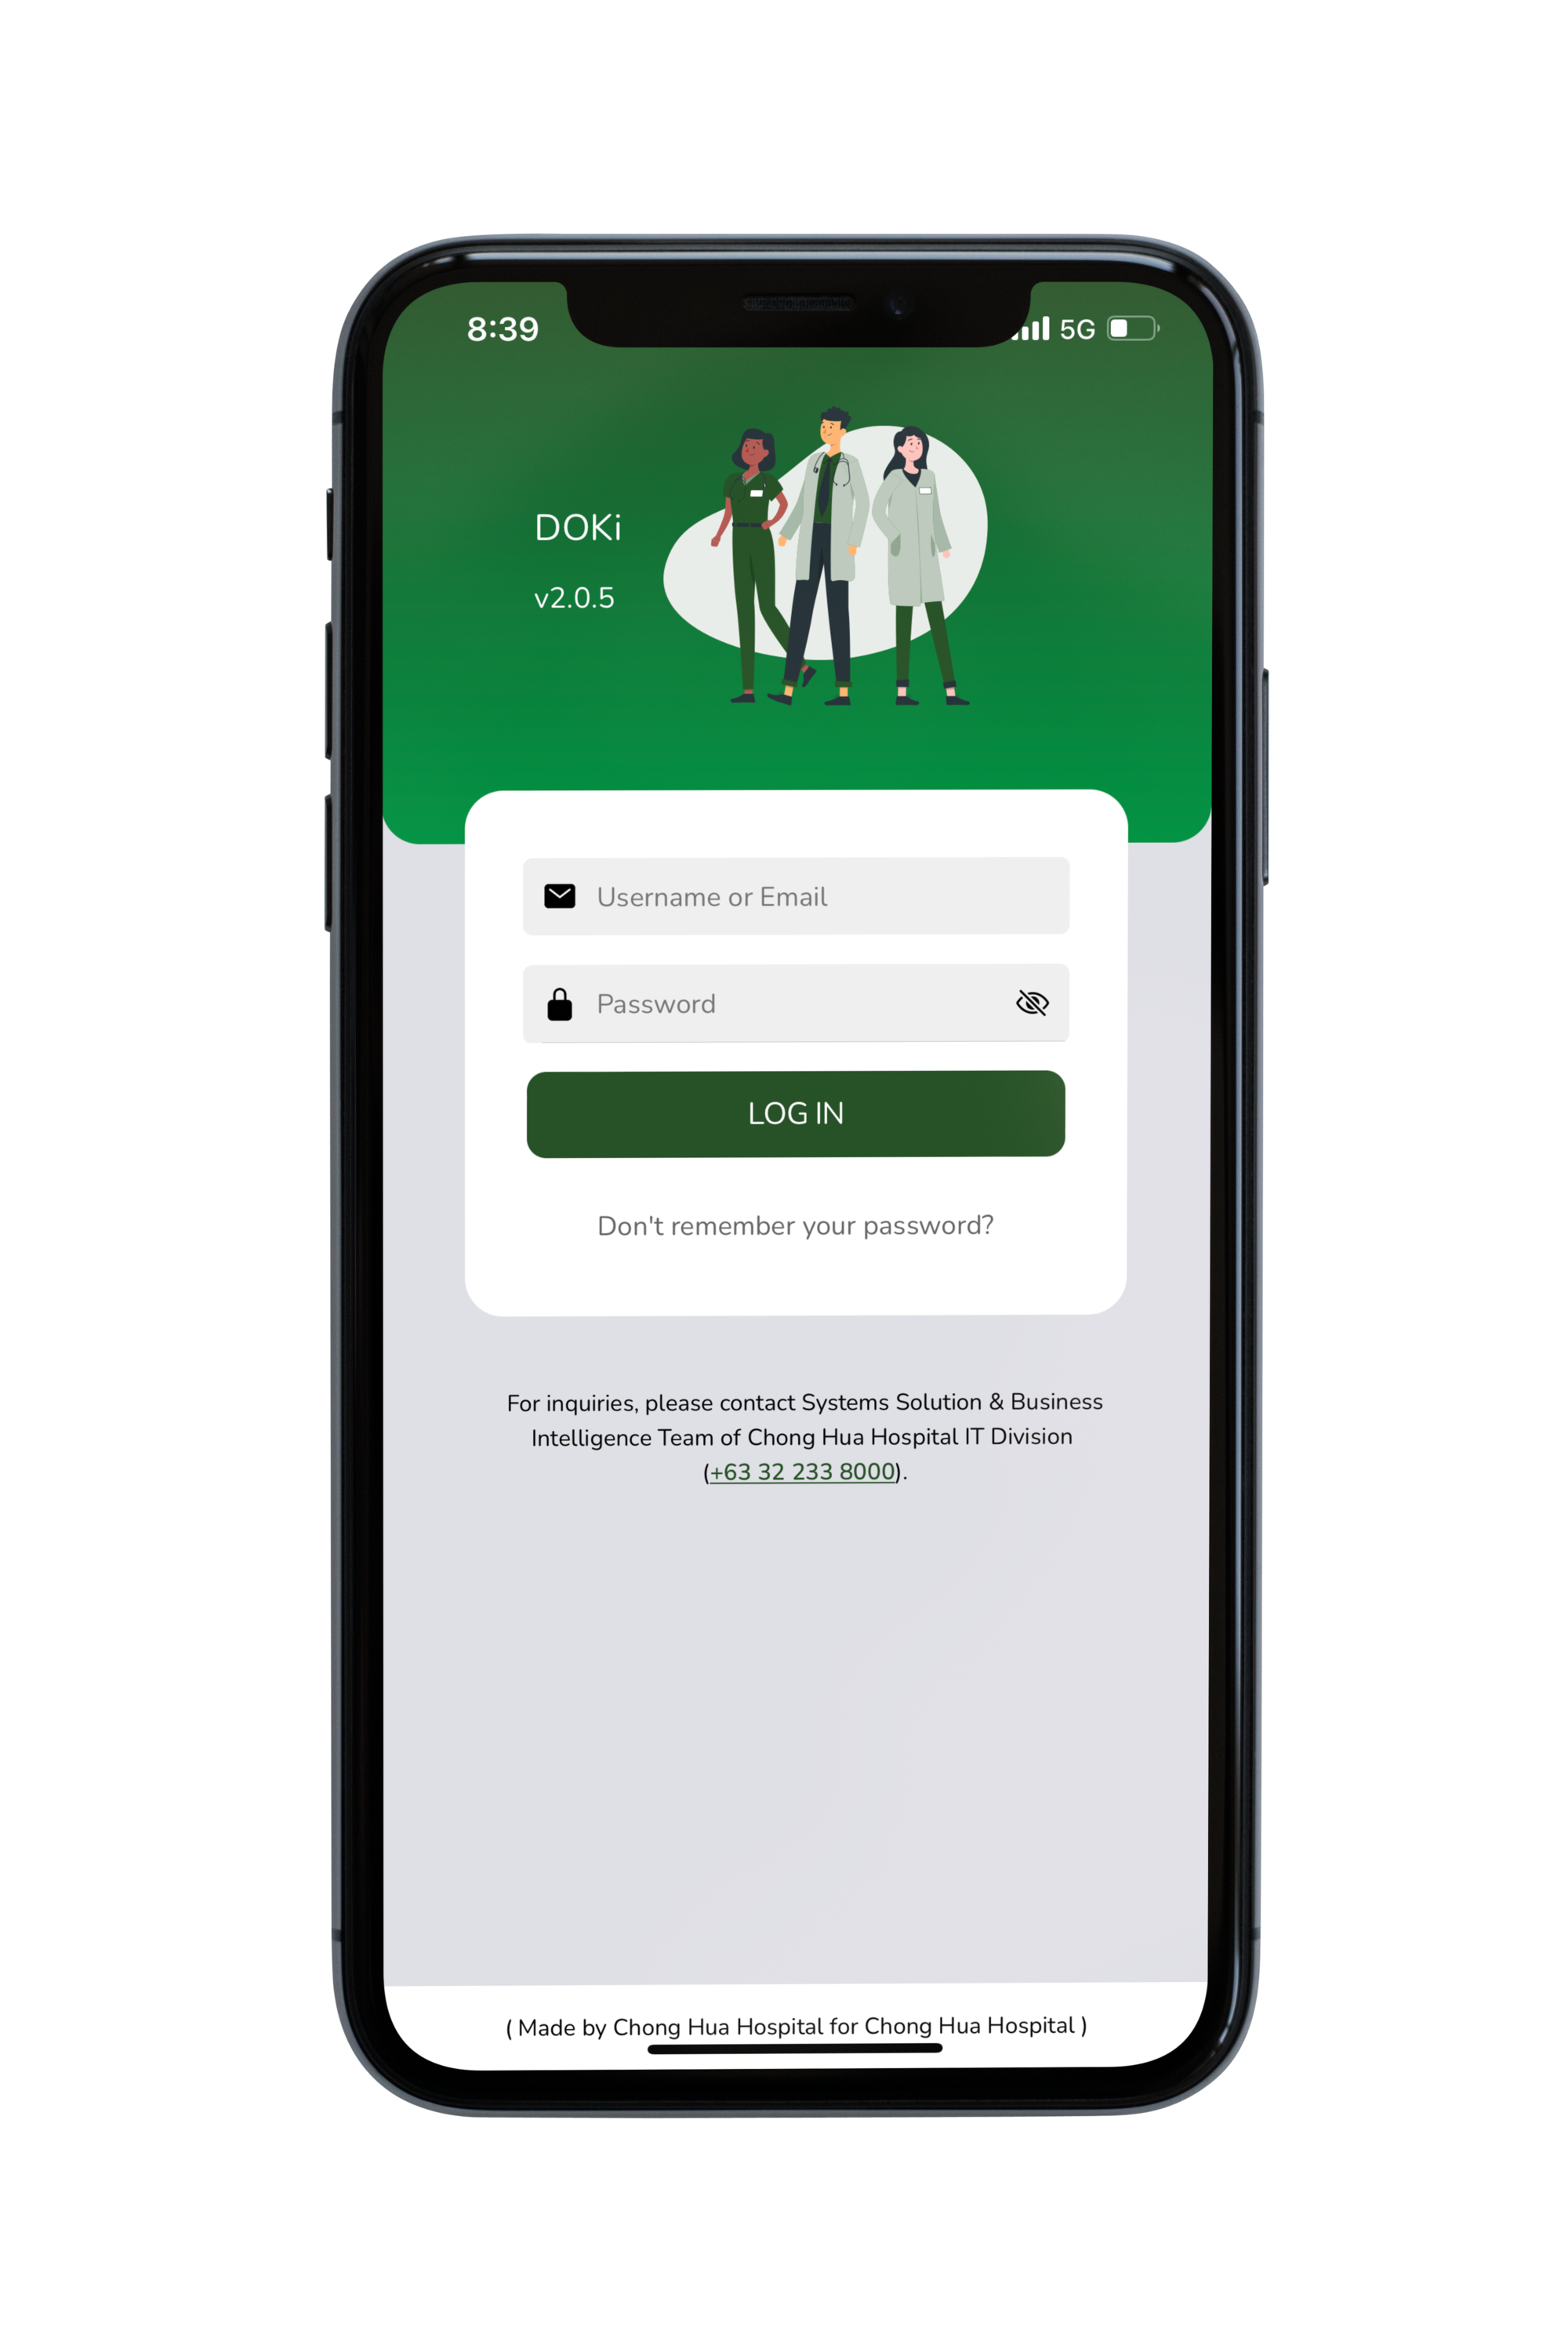 8:39
5G
DOKi
v2.0.5
Username or Email
Password
LOG IN
Don't remember your password?
For inquiries, please contact Systems Solution & Business
Intelligence Team of Chong Hua Hospital IT Division
(+63 32 233 8000).
( Made by Chong Hua Hospital for Chong Hua Hospital )